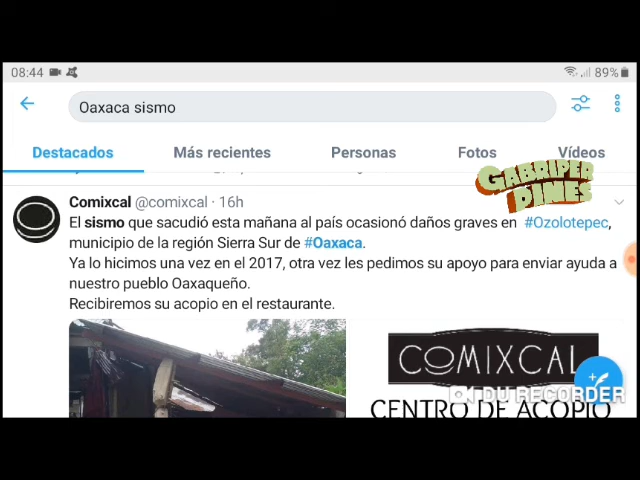 08:44 89%
Oaxaca sismo
Destacados Más recientes Personas Fotos Vídeos
GABRIPER
DINES
Comixcal @comixcal · 16h
El sismo que sacudió esta mañana al país ocasionó daños graves en #Ozolotepec,
municipio de la región Sierra Sur de #Oaxaca.
Ya lo hicimos una vez en el 2017, otra vez les pedimos su apoyo para enviar ayuda a
nuestro pueblo Oaxaqueño.
Recibiremos su acopio en el restaurante.
COMIXCAL
DU RECORDER
CENTRO DE ACOPIO